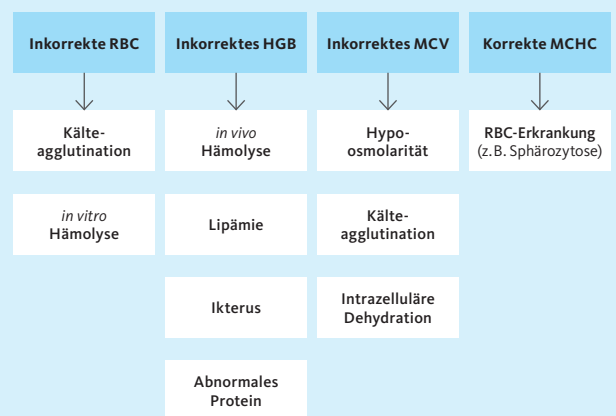 Inkorrekte RBC
Kälte-
agglutination
in vitro
Hämolyse
Inkorrektes HGB
in vivo
Hämolyse
Lipämie
Ikterus
Abnormales
Protein
Inkorrektes MCV
Hypo-
osmolarität
Kälte-
agglutination
Intrazelluläre
Dehydration
Korrekte MCHC
RBC-Erkrankung
(z.B. Sphärozytose)